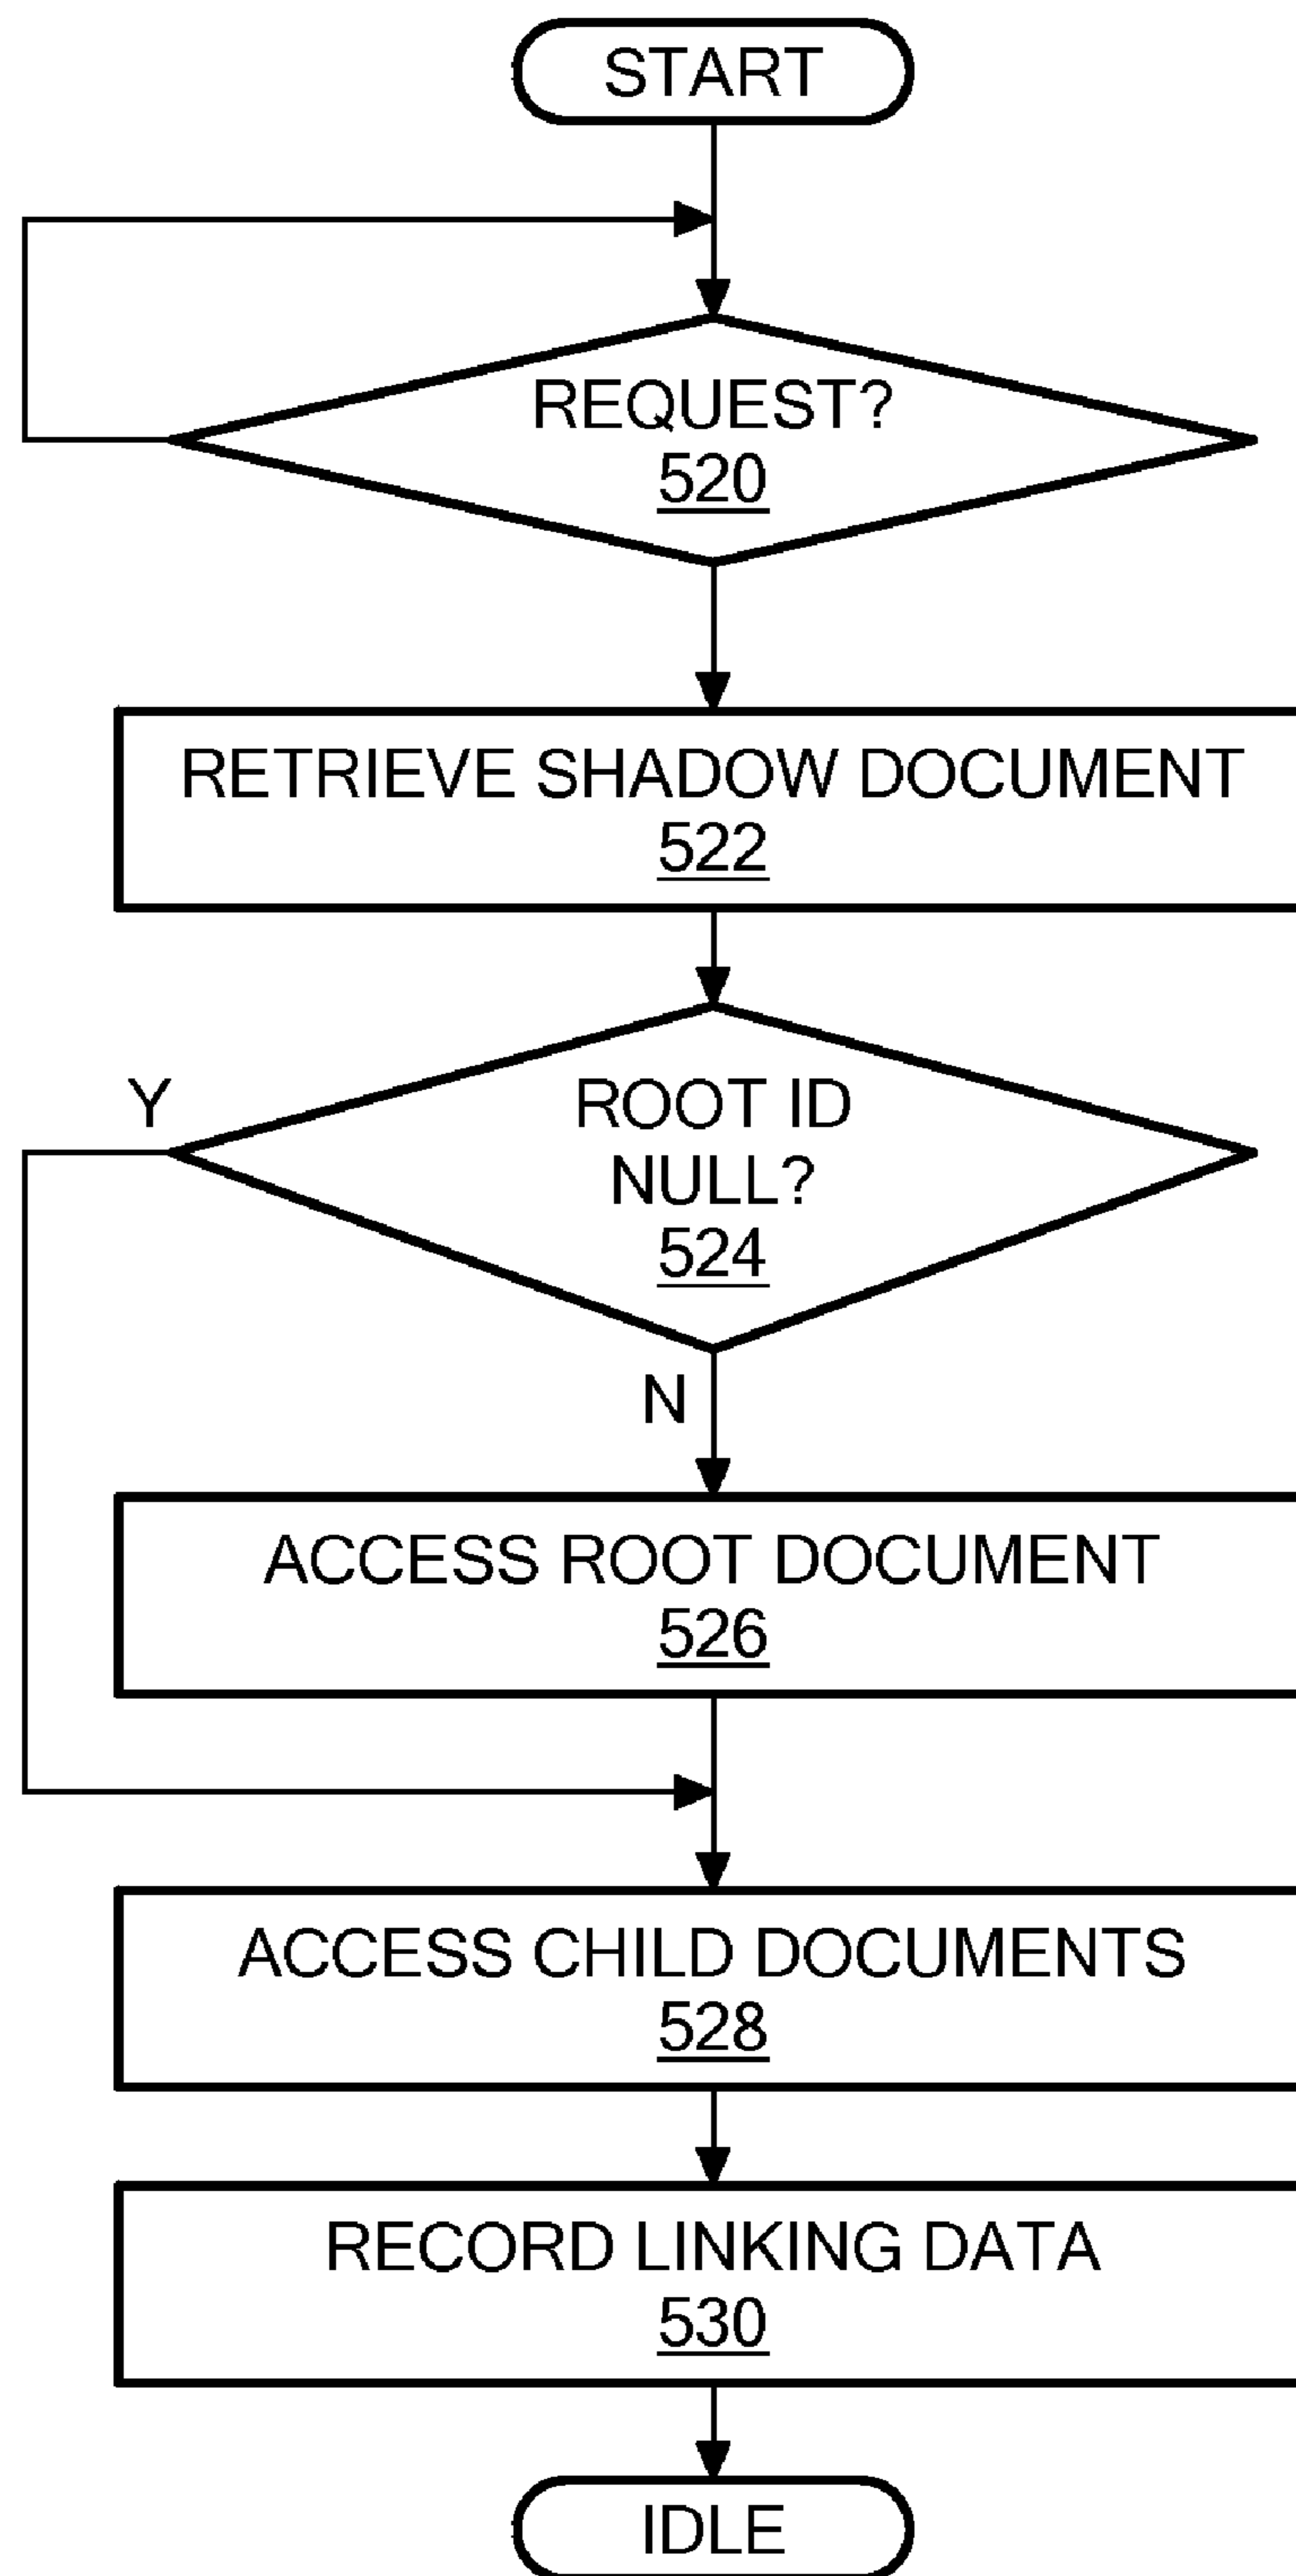 START
REQUEST?
520
RETRIEVE SHADOW DOCUMENT
522
Y
ROOT ID
NULL?
524
N
ACCESS ROOT DOCUMENT
526
ACCESS CHILD DOCUMENTS
528
RECORD LINKING DATA
530
IDLE